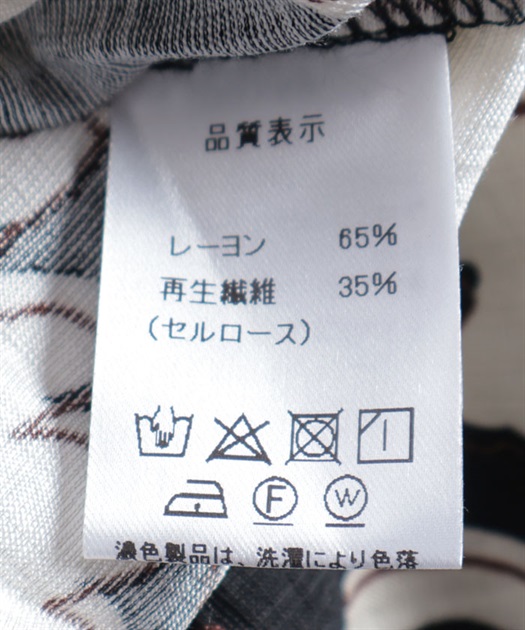 品質表示
レーヨン 65%
再生繊維 35%
(セルロース)
F W
濃色製品は、洗濯により色落